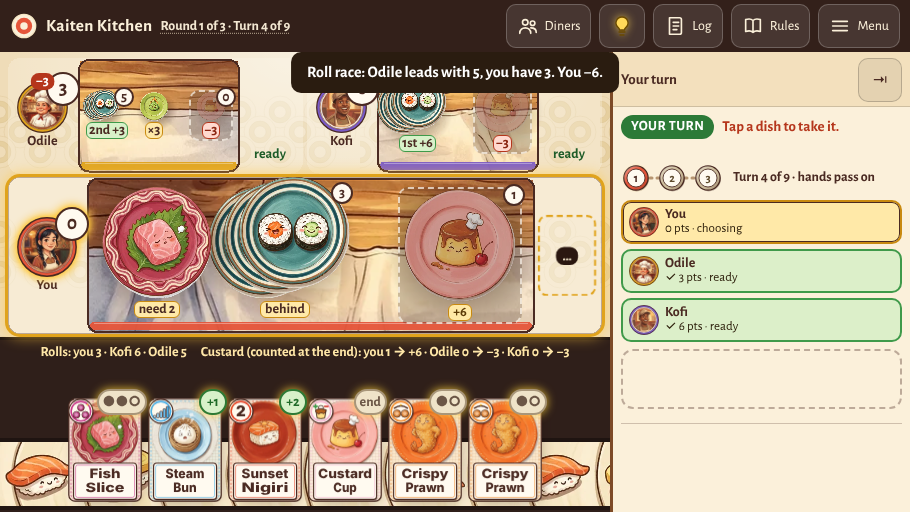 Kaiten Kitchen
Round 1 of 3 · Turn 4 of 9
Diners
Log
Rules
Menu
Roll race: Odile leads with 5, you have 3. You −6.
−3
3
Odile
5
2nd +3
×3
0
−3
ready
Kofi
1st +6
−3
ready
0
You
3
1
need 2
behind
+6
...
Rolls: you 3 · Kofi 6 · Odile 5
Custard (counted at the end): you 1 → +6 · Odile 0 → −3 · Kofi 0 → −3
Fish Slice
+1
Steam Bun
2
+2
Sunset Nigiri
end
Custard Cup
Crispy Prawn
Crispy Prawn
Your turn
YOUR TURN
Tap a dish to take it.
1
2
3
Turn 4 of 9 · hands pass on
You
0 pts · choosing
Odile
✓ 3 pts · ready
Kofi
✓ 6 pts · ready